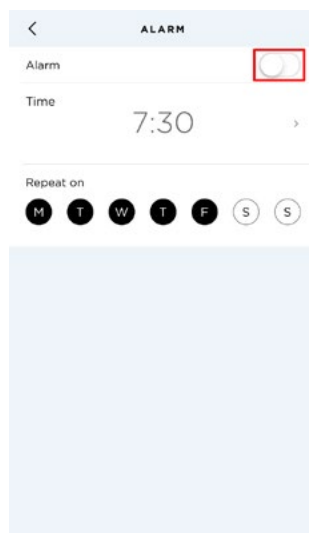 ALARM
Alarm
Time
7:30
Repeat on
M T W T F S S